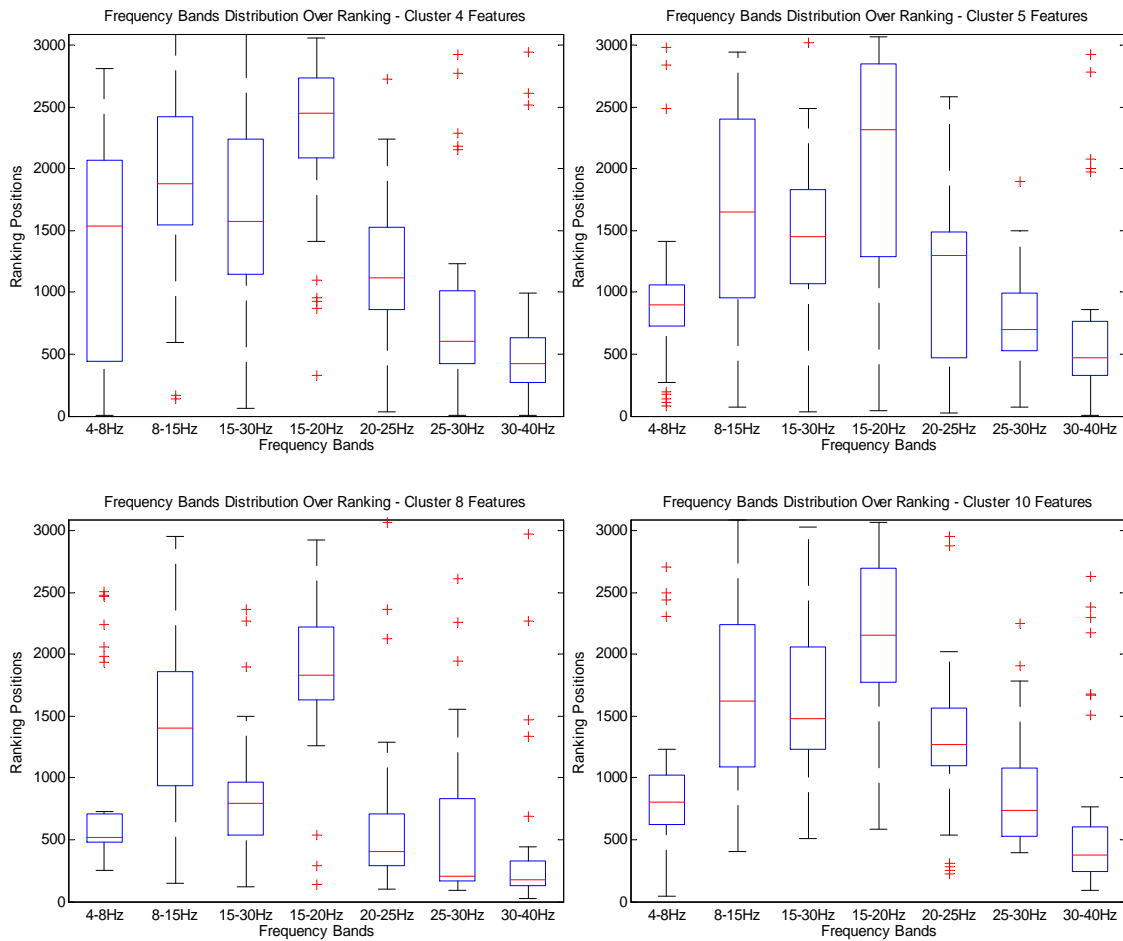 Frequency Bands Distribution Over Ranking - Cluster 4 Features
3000
2500
2000
1500
1000
500
0
Ranking Positions
4-8Hz 8-15Hz 15-30Hz 15-20Hz 20-25Hz 25-30Hz 30-40Hz
Frequency Bands
Frequency Bands Distribution Over Ranking - Cluster 5 Features
3000
2500
2000
1500
1000
500
0
Ranking Positions
4-8Hz 8-15Hz 15-30Hz 15-20Hz 20-25Hz 25-30Hz 30-40Hz
Frequency Bands
Frequency Bands Distribution Over Ranking - Cluster 8 Features
3000
2500
2000
1500
1000
500
0
Ranking Positions
4-8Hz 8-15Hz 15-30Hz 15-20Hz 20-25Hz 25-30Hz 30-40Hz
Frequency Bands
Frequency Bands Distribution Over Ranking - Cluster 10 Features
3000
2500
2000
1500
1000
500
0
Ranking Positions
4-8Hz 8-15Hz 15-30Hz 15-20Hz 20-25Hz 25-30Hz 30-40Hz
Frequency Bands